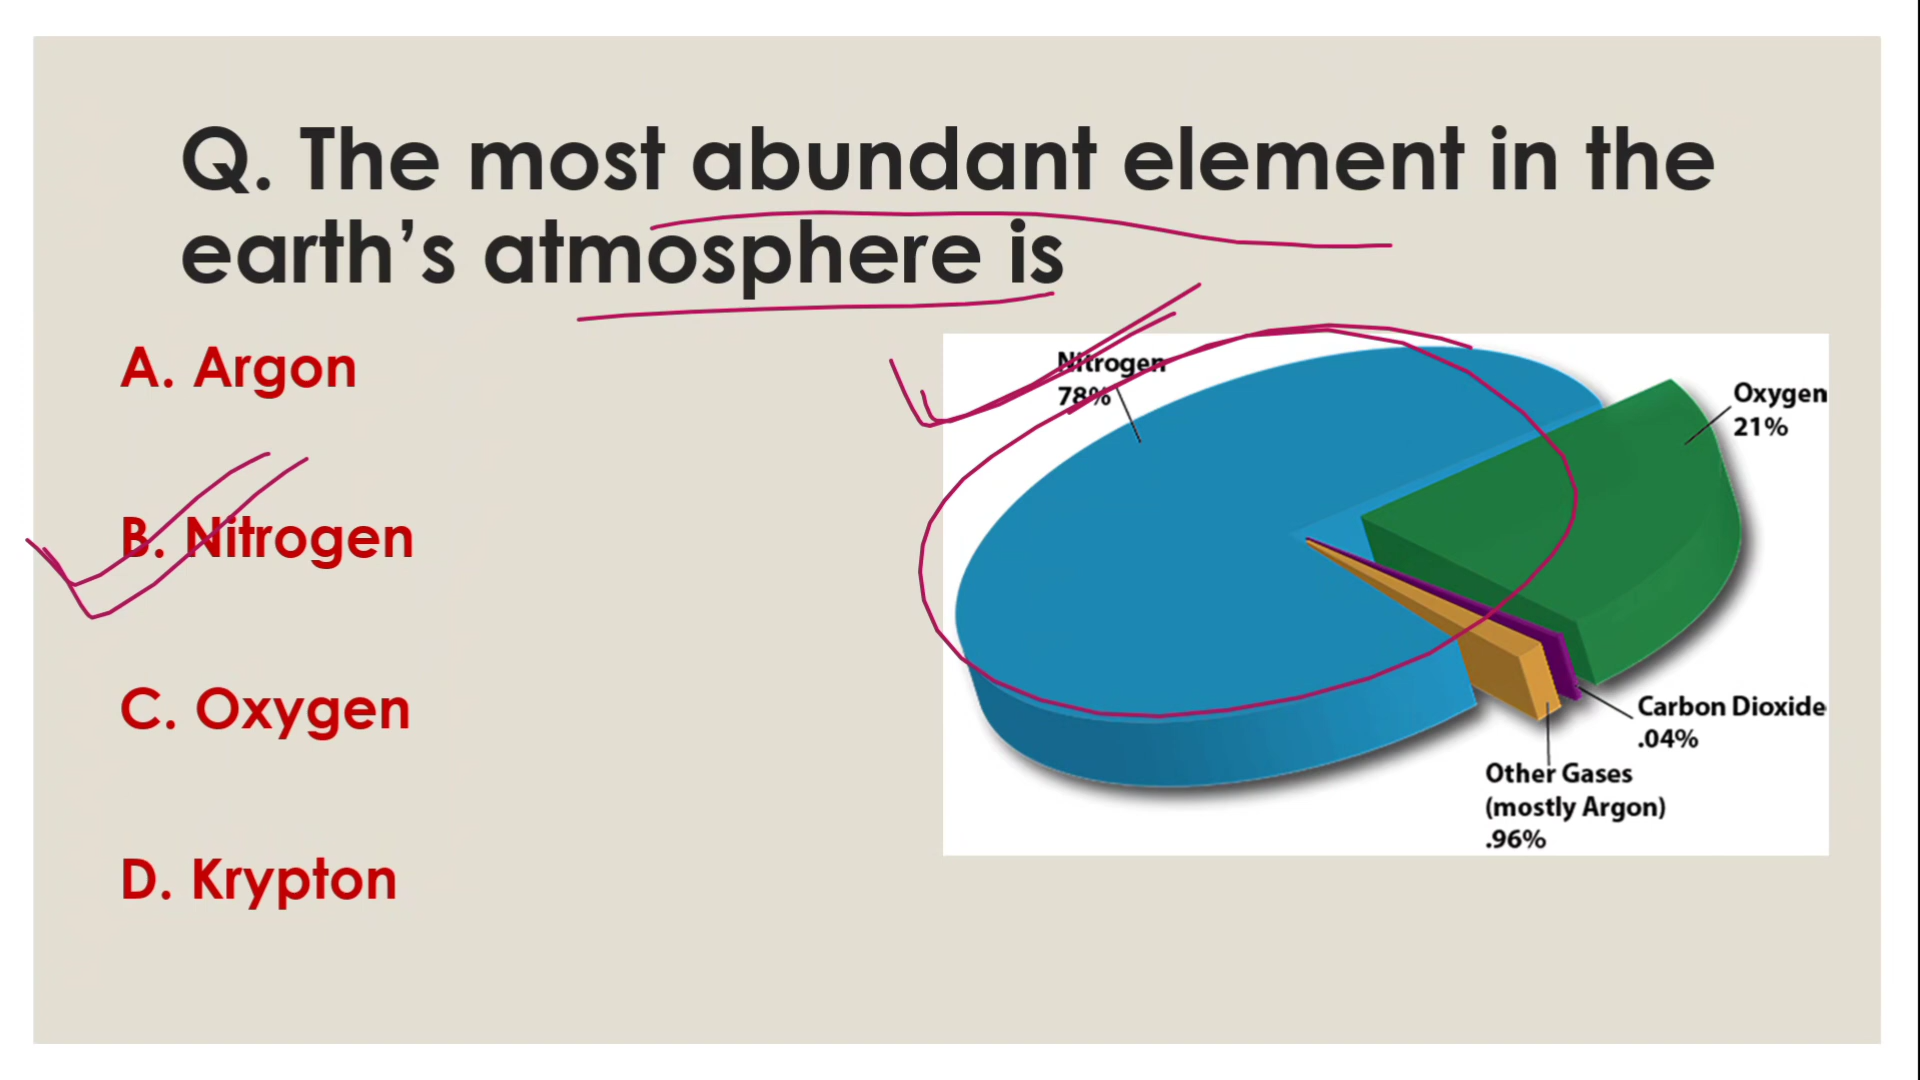 Q. The most abundant element in the
earth’s atmosphere is
A. Argon
B. Nitrogen
C. Oxygen
D. Krypton
Nitrogen
78%
Oxygen
21%
Carbon Dioxide
.04%
Other Gases
(mostly Argon)
.96%